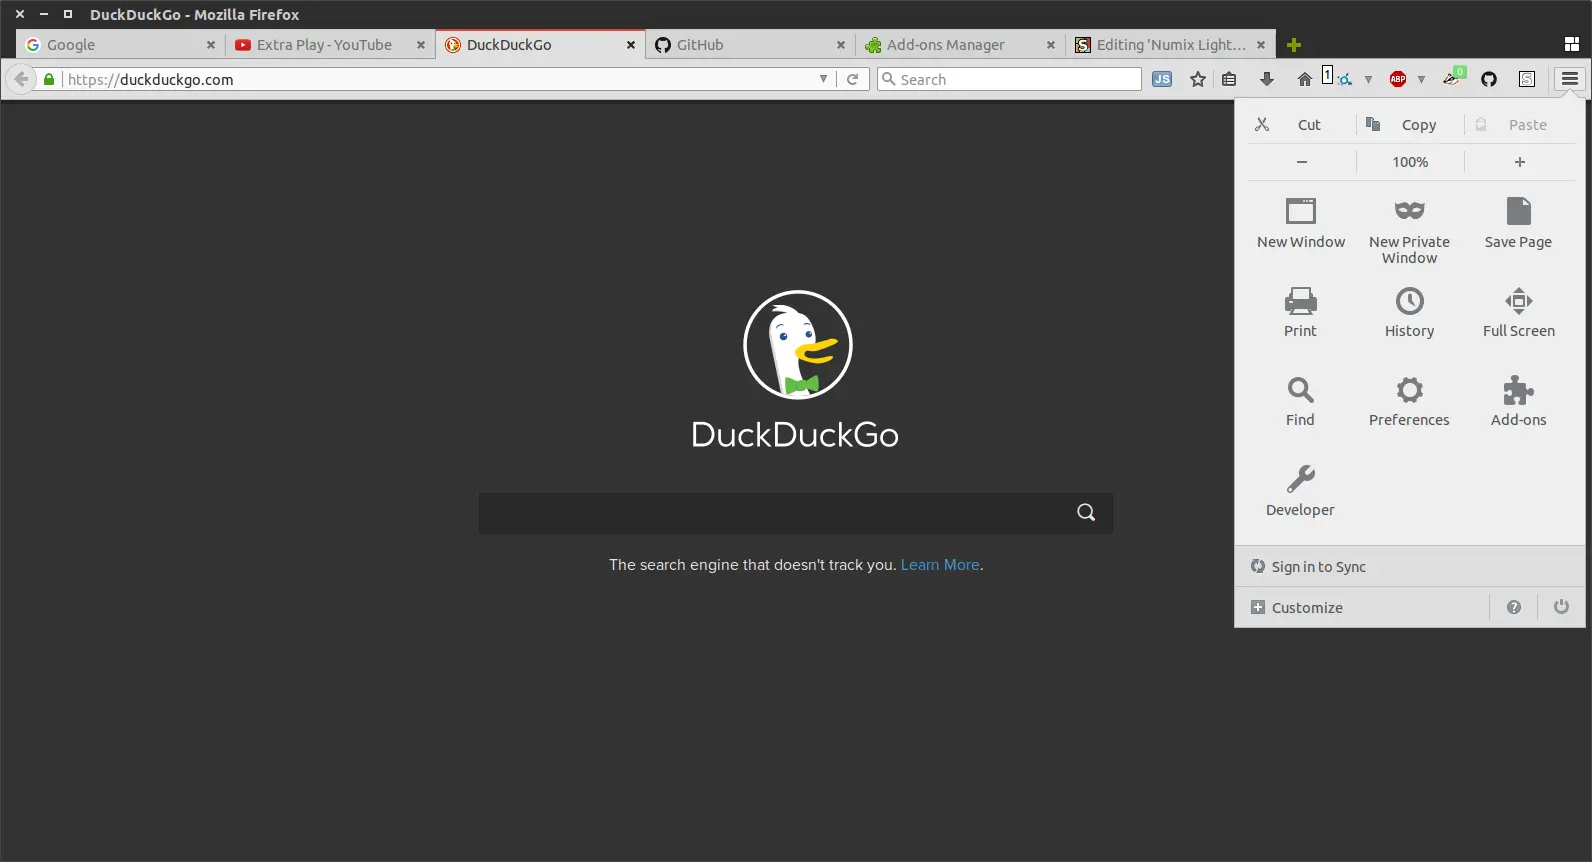 DuckDuckGo - Mozilla Firefox
Google
Extra Play - YouTube
DuckDuckGo
GitHub
Add-ons Manager
Editing 'Numix Light...
https://duckduckgo.com
Search
JS
1
ABP
0
S
Cut
Copy
Paste
100%
New Window
New Private
Window
Save Page
Print
History
Full Screen
Find
Preferences
Add-ons
Developer
Sign in to Sync
Customize
DuckDuckGo
The search engine that doesn't track you. Learn More.